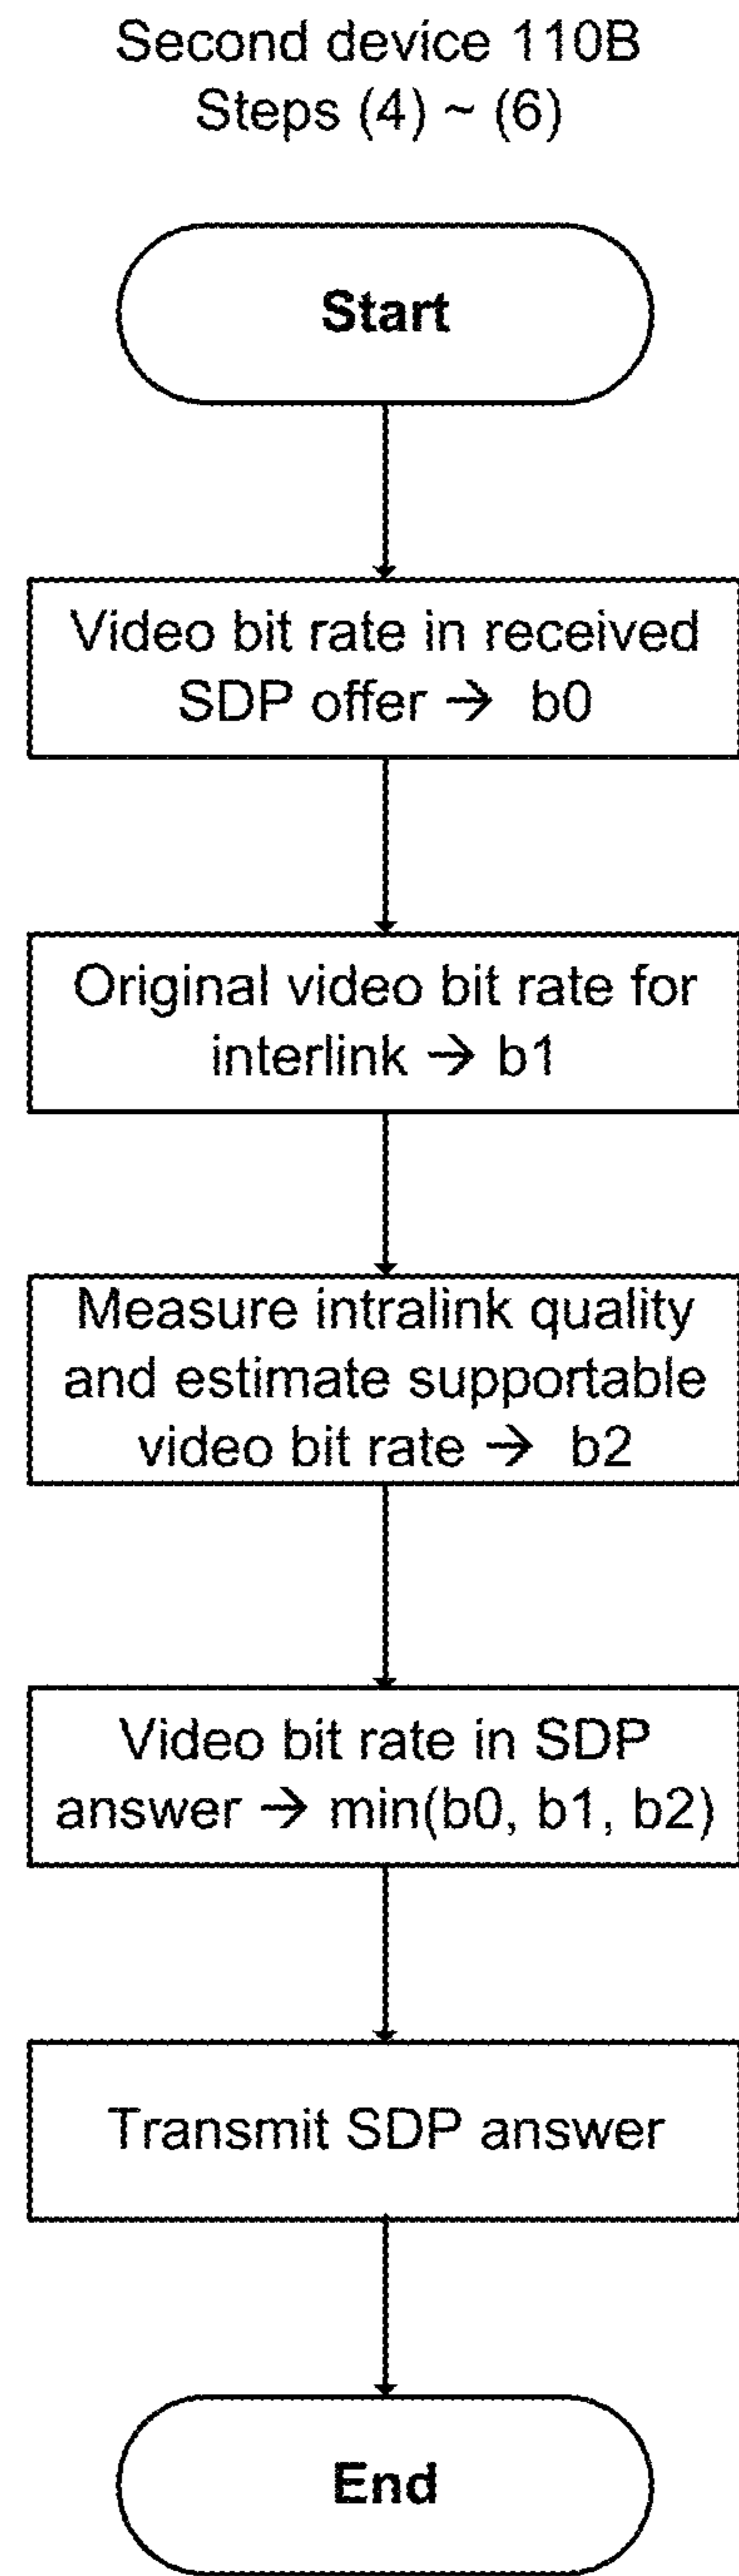 Second device 110B
Steps (4) ~ (6)
Start
Video bit rate in received
SDP offer → b0
Original video bit rate for
interlink → b1
Measure intralink quality
and estimate supportable
video bit rate → b2
Video bit rate in SDP
answer → min(b0, b1, b2)
Transmit SDP answer
End